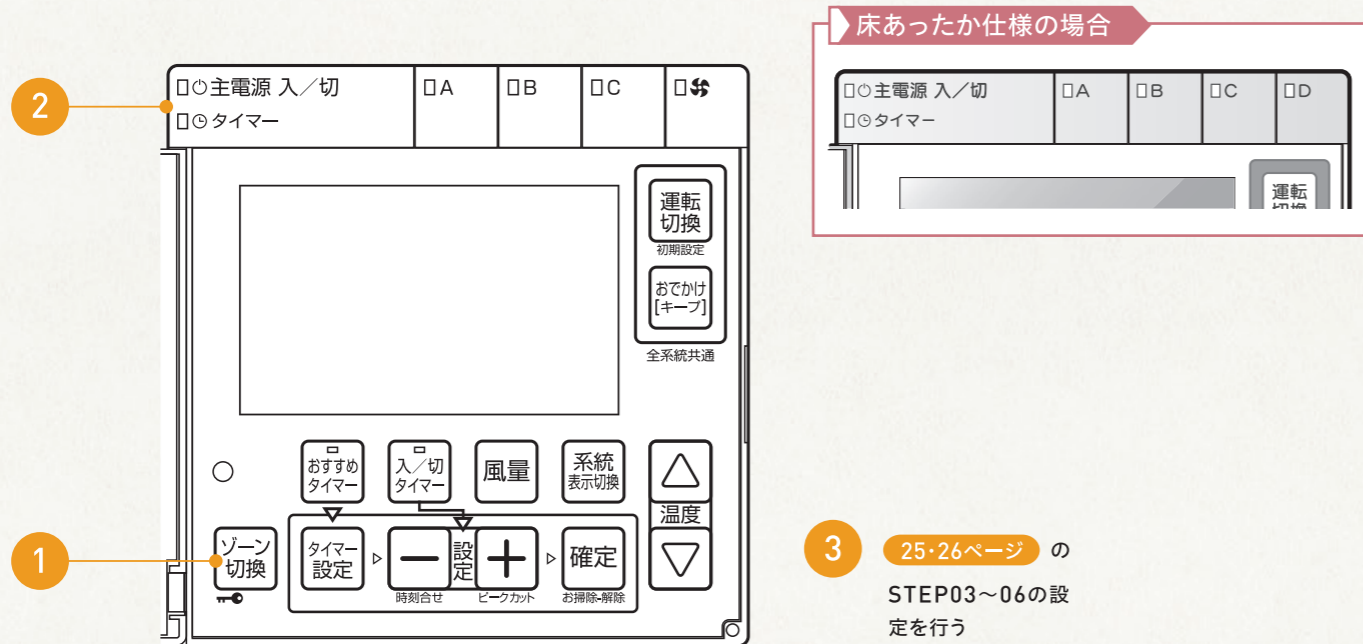 床あったか仕様の場合
主電源 入／切
タイマー
A
B
C
D
運転
切換
2
主電源 入／切
タイマー
A
B
C
運転
切換
初期設定
おでかけ
[キープ]
全系統共通
おすすめ
タイマー
入／切
タイマー
風量
系統
表示切換
温度
1
ゾーン
切換
タイマー
設定
－
設定
＋
確定
時刻合せ
ピークカット
お掃除-解除
3 25・26ページ の
STEP03～06の設
定を行う